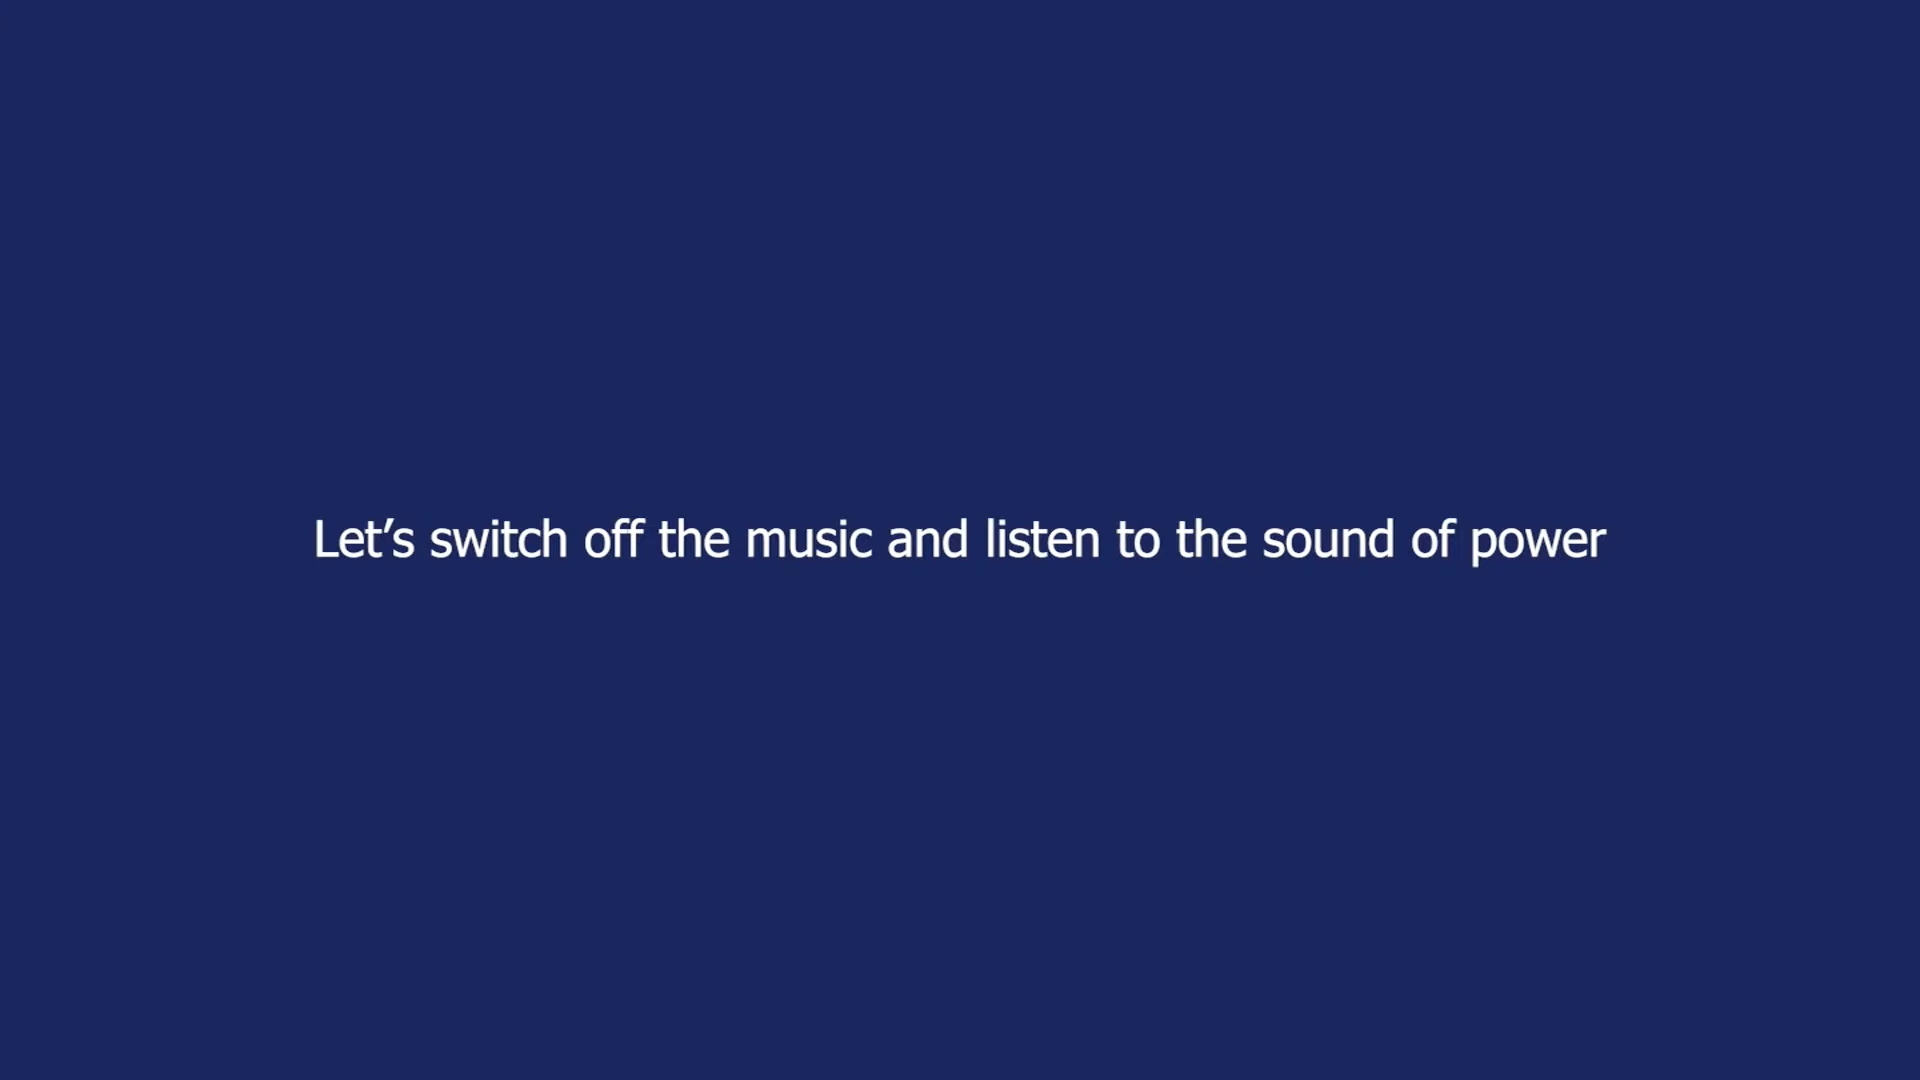 Let’s switch off the music and listen to the sound of power